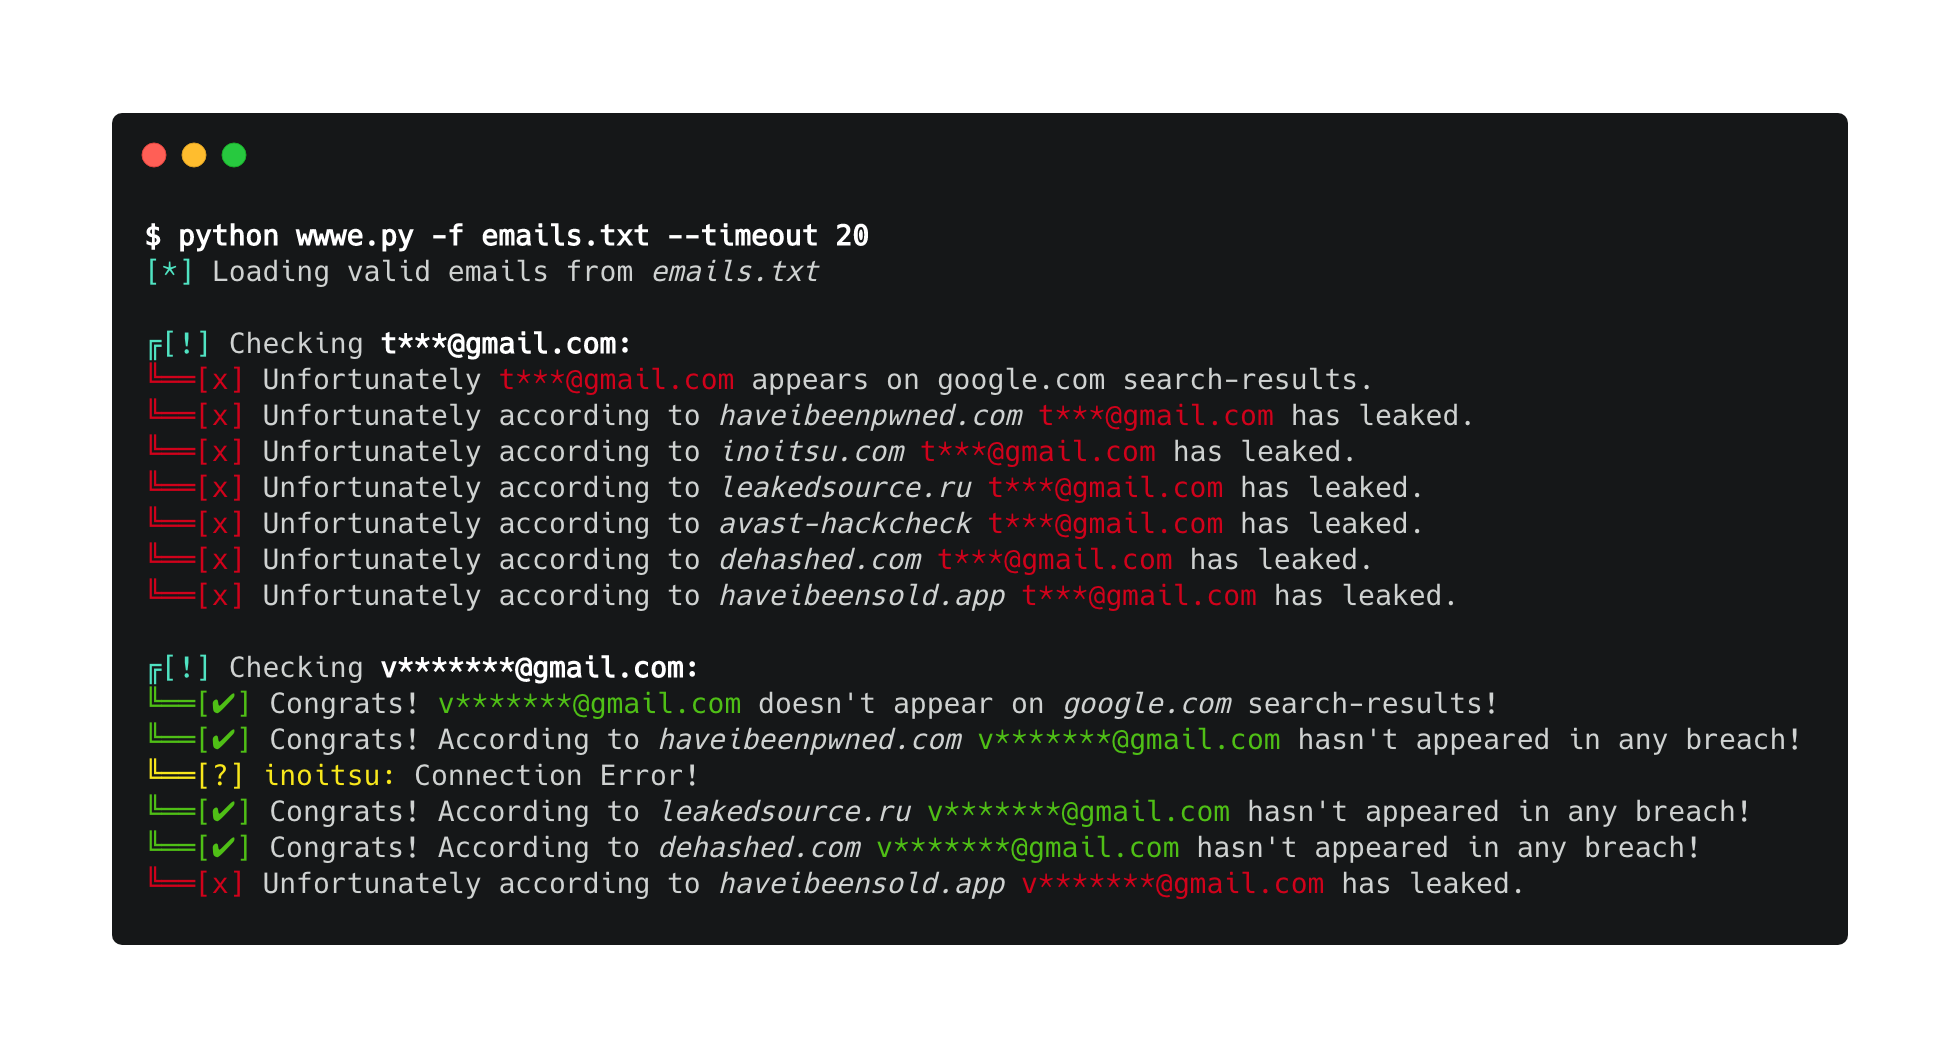 $ python wwwe.py -f emails.txt --timeout 20
[*] Loading valid emails from emails.txt
╔[!] Checking t***@gmail.com:
╚══[x] Unfortunately t***@gmail.com appears on google.com search-results.
╚══[x] Unfortunately according to haveibeenpwned.com t***@gmail.com has leaked.
╚══[x] Unfortunately according to inoitsu.com t***@gmail.com has leaked.
╚══[x] Unfortunately according to leakedsource.ru t***@gmail.com has leaked.
╚══[x] Unfortunately according to avast-hackcheck t***@gmail.com has leaked.
╚══[x] Unfortunately according to dehashed.com t***@gmail.com has leaked.
╚══[x] Unfortunately according to haveibeensold.app t***@gmail.com has leaked.
╔[!] Checking v*******@gmail.com:
╚══[✔] Congrats! v*******@gmail.com doesn't appear on google.com search-results!
╚══[✔] Congrats! According to haveibeenpwned.com v*******@gmail.com hasn't appeared in any breach!
╚══[?] inoitsu: Connection Error!
╚══[✔] Congrats! According to leakedsource.ru v*******@gmail.com hasn't appeared in any breach!
╚══[✔] Congrats! According to dehashed.com v*******@gmail.com hasn't appeared in any breach!
╚══[x] Unfortunately according to haveibeensold.app v*******@gmail.com has leaked.